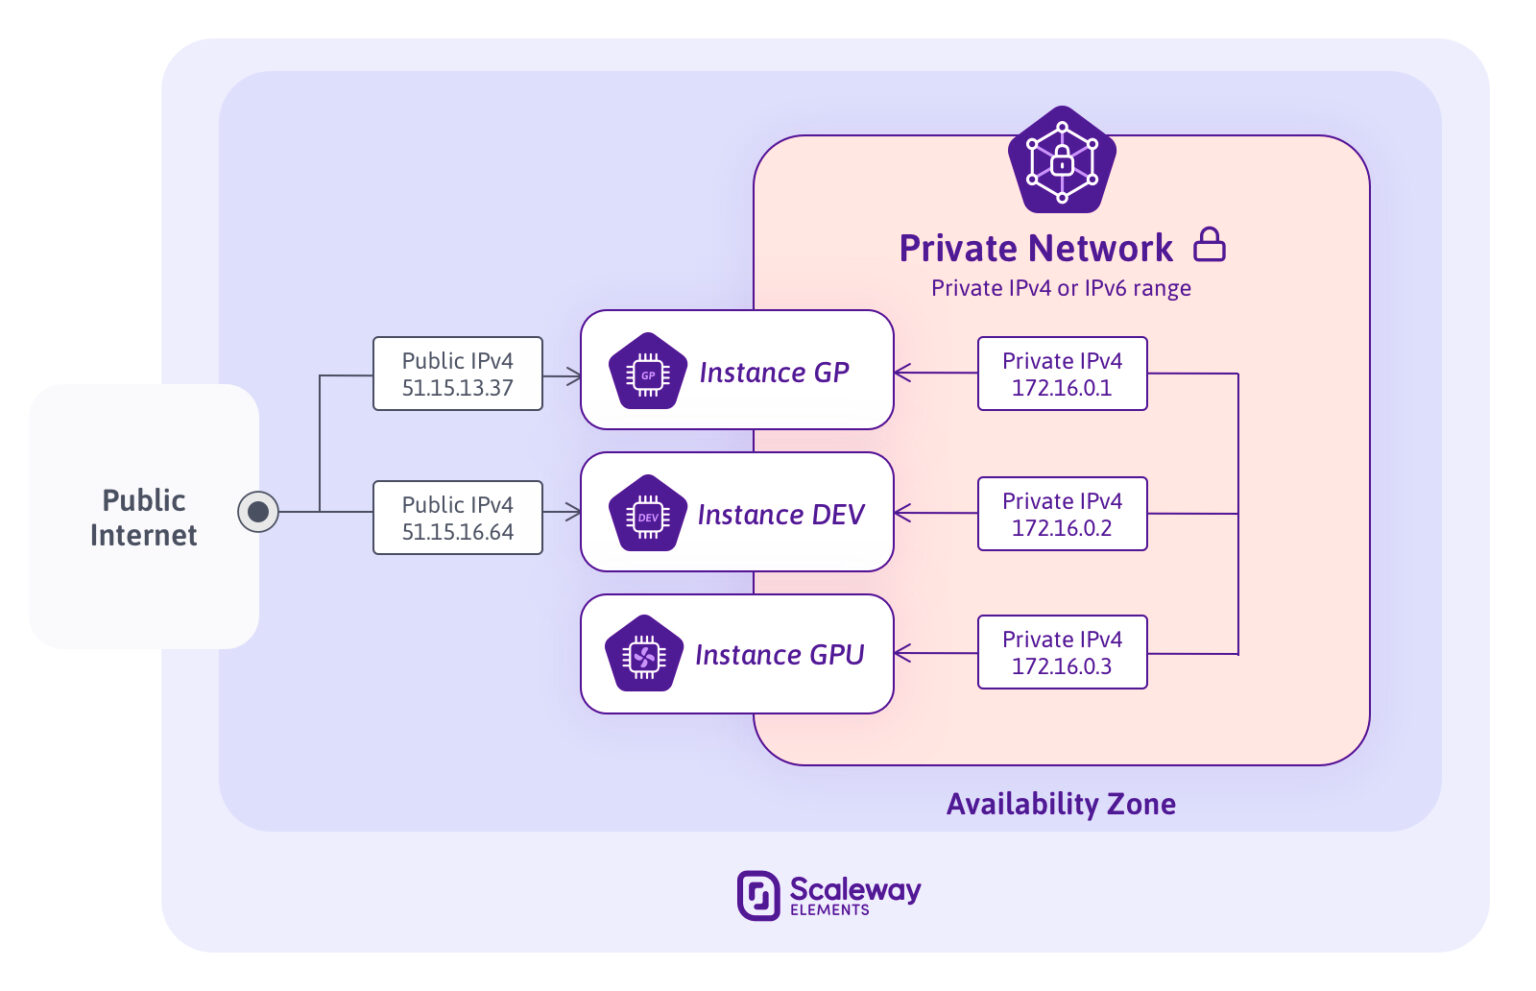 Private Network
Private IPv4 or IPv6 range
Public IPv4
51.15.13.37
GP
Instance GP
Private IPv4
172.16.0.1
Public
Internet
Public IPv4
51.15.16.64
DEV
Instance DEV
Private IPv4
172.16.0.2
Instance GPU
Private IPv4
172.16.0.3
Availability Zone
Scaleway
ELEMENTS